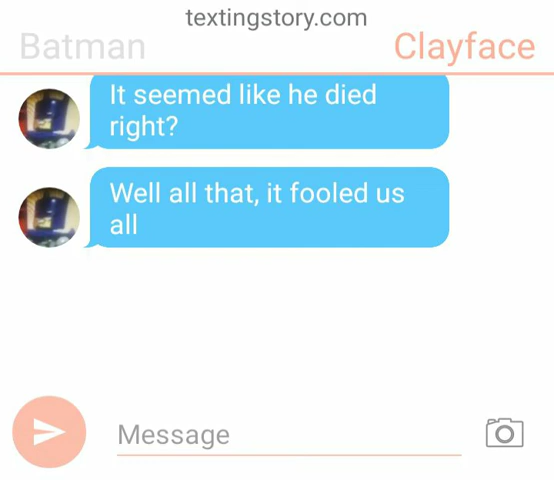 textingstory.com
Batman
Clayface
It seemed like he died
right?
Well all that, it fooled us
all
Message